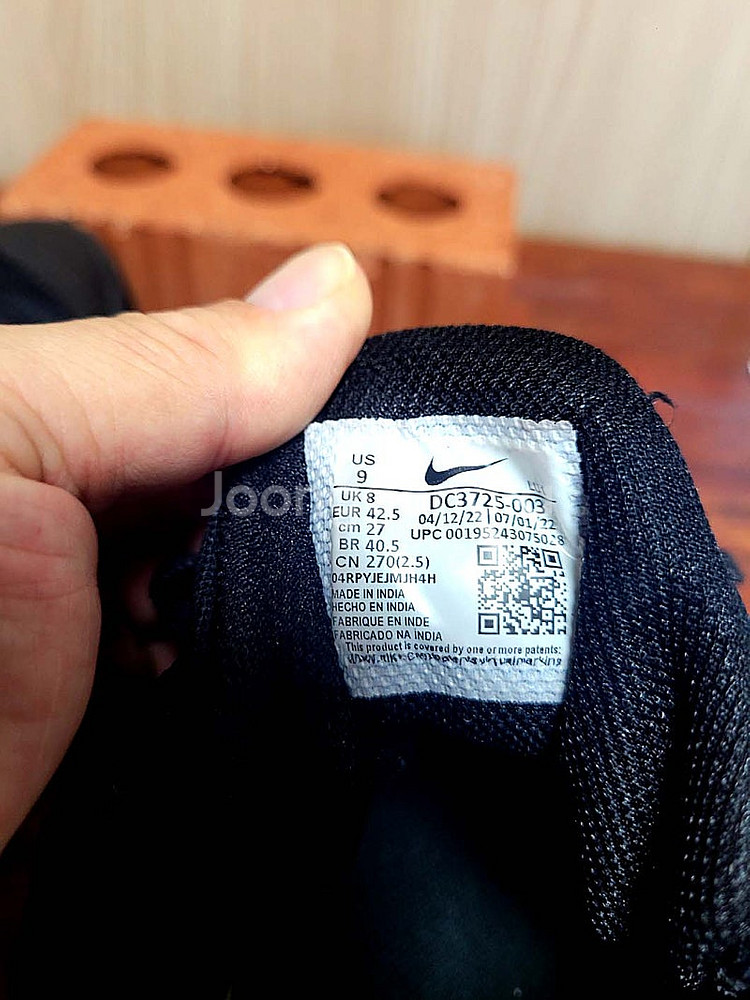 US
9
UK 8
EUR 42.5
cm 27
BR 40.5
CN 270(2.5)
DC3725-003
04/12/22 | 07/01/22
UPC 00195243075028
04RPYJEJMJH4H
MADE IN INDIA
HECHO EN INDIA
FABRIQUE EN INDE
FABRICADO NA ÍNDIA
This product is covered by one or more patents:
Joom